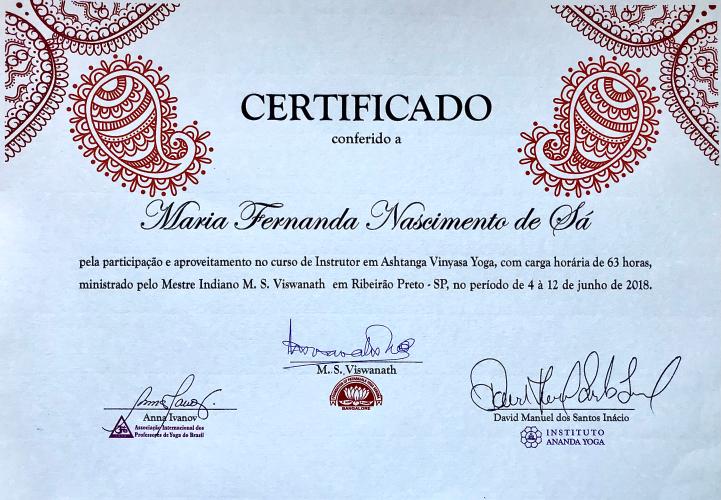 CERTIFICADO
conferido a
Maria Fernanda Nascimento de Sá
pela participação e aproveitamento no curso de Instrutor em Ashtanga Vinyasa Yoga, com carga horária de 63 horas,
ministrado pelo Mestre Indiano M. S. Viswanath em Ribeirão Preto - SP, no período de 4 à 12 de junho de 2018.
M. S. Viswanath
BANGALORE
Anna Ivanov
Associação Internacional dos
Professores de Yoga do Brasil
David Manuel dos Santos Inácio
INSTITUTO
ANANDA YOGA